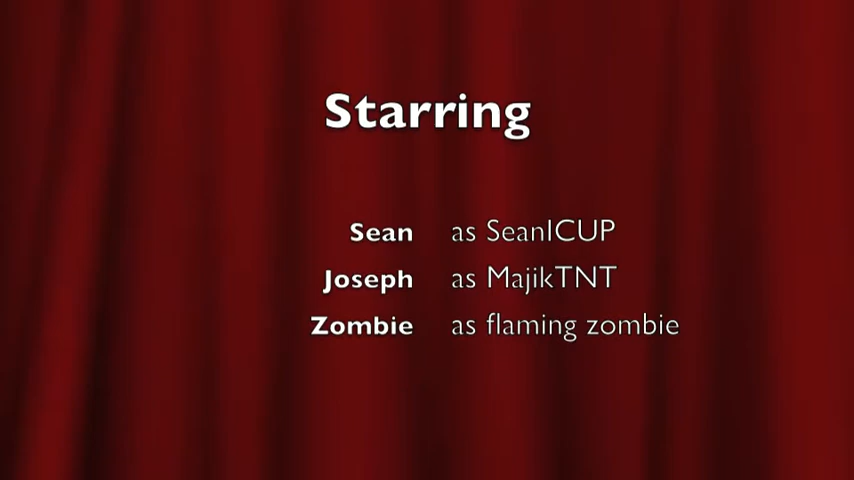 Starring
Sean as SeanICUP
Joseph as MajikTNT
Zombie as flaming zombie